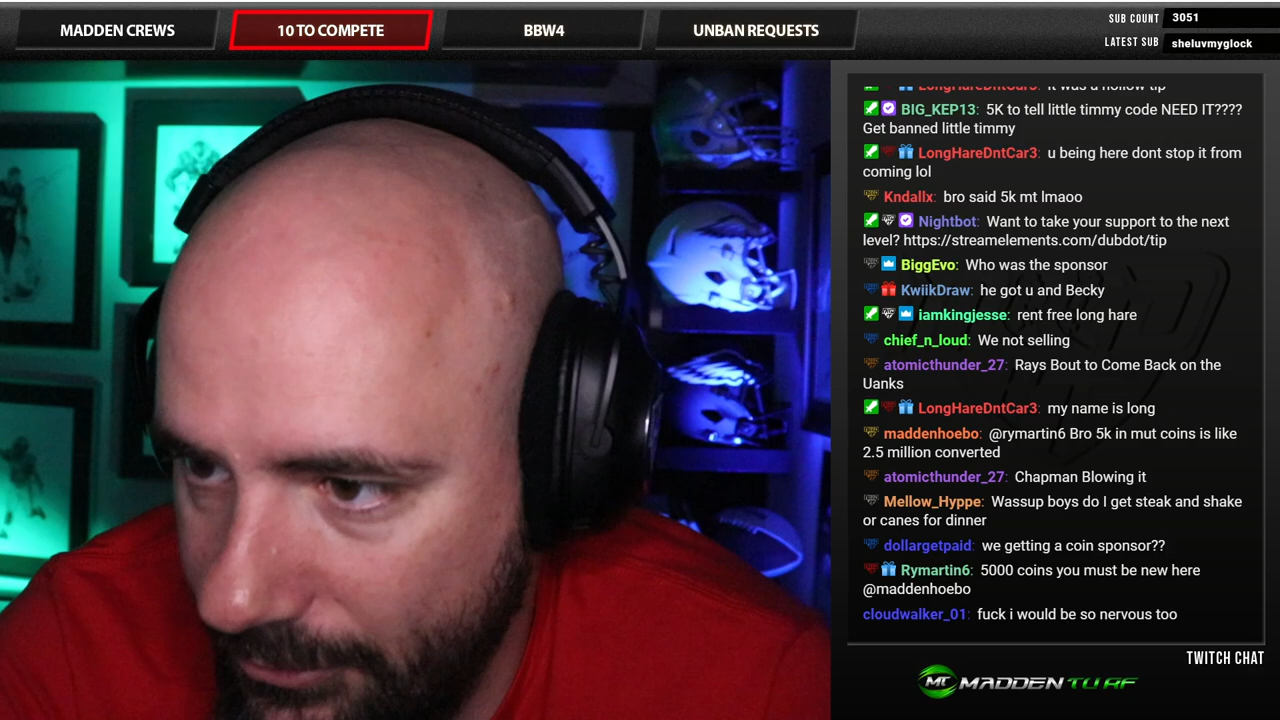 MADDEN CREWS
10 TO COMPETE
BBW4
UNBAN REQUESTS
SUB COUNT 3051
LATEST SUB sheluvmyglock
LongHareDntCar3: it was a hollow tip
BIG_KEP13: 5K to tell little timmy code NEED IT????
Get banned little timmy
LongHareDntCar3: u being here dont stop it from
coming lol
Kndallx: bro said 5k mt lmaoo
Nightbot: Want to take your support to the next
level? https://streamelements.com/dubdot/tip
BiggEvo: Who was the sponsor
KwiikDraw: he got u and Becky
iamkingjesse: rent free long hare
chief_n_loud: We not selling
atomicthunder_27: Rays Bout to Come Back on the
Uanks
LongHareDntCar3: my name is long
maddenhoebo: @rymartin6 Bro 5k in mut coins is like
2.5 million converted
atomicthunder_27: Chapman Blowing it
Mellow_Hyppe: Wassup boys do I get steak and shake
or canes for dinner
dollargetpaid: we getting a coin sponsor??
Rymartin6: 5000 coins you must be new here
@maddenhoebo
cloudwalker_01: fuck i would be so nervous too
TWITCH CHAT
MT MADDEN TURF